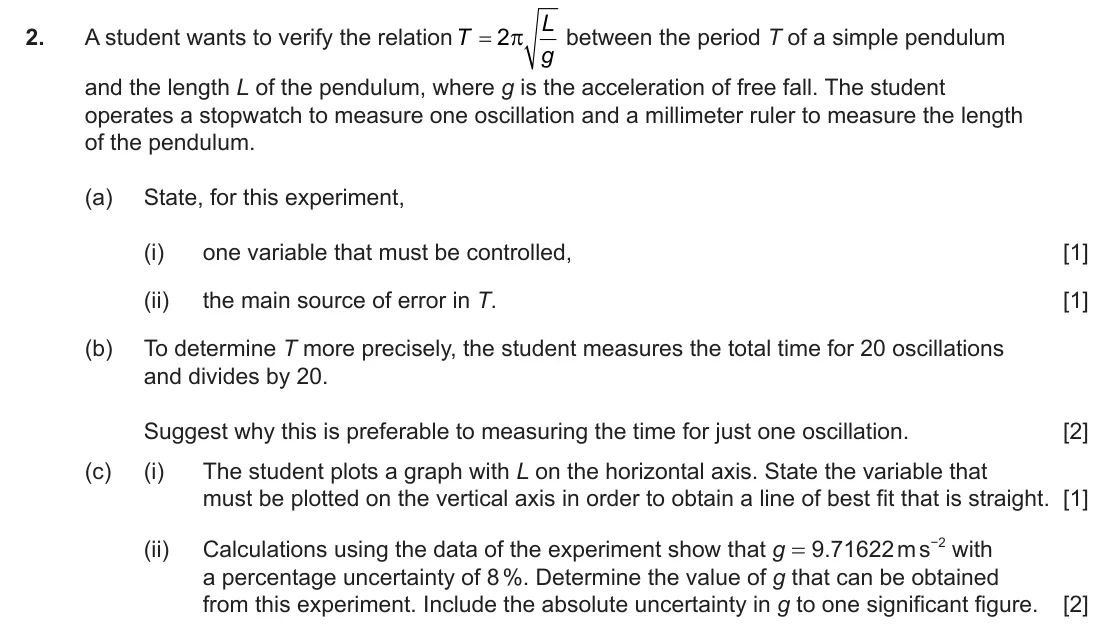 2. A student wants to verify the relation T = 2π√(L/g) between the period T of a simple pendulum
and the length L of the pendulum, where g is the acceleration of free fall. The student
operates a stopwatch to measure one oscillation and a millimeter ruler to measure the length
of the pendulum.
(a) State, for this experiment,
(i) one variable that must be controlled, [1]
(ii) the main source of error in T. [1]
(b) To determine T more precisely, the student measures the total time for 20 oscillations
and divides by 20.
Suggest why this is preferable to measuring the time for just one oscillation. [2]
(c) (i) The student plots a graph with L on the horizontal axis. State the variable that
must be plotted on the vertical axis in order to obtain a line of best fit that is straight. [1]
(ii) Calculations using the data of the experiment show that g = 9.71622 m s⁻² with
a percentage uncertainty of 8 %. Determine the value of g that can be obtained
from this experiment. Include the absolute uncertainty in g to one significant figure. [2]